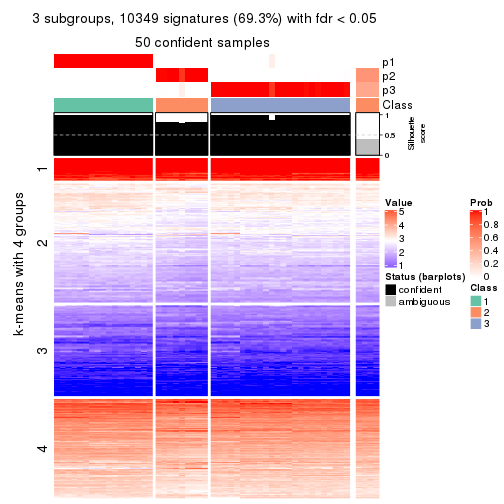 3 subgroups, 10349 signatures (69.3%) with fdr < 0.05
50 confident samples
p1
p2
p3
Class
1
0.5
0
Silhouette
score
k-means with 4 groups
1
2
3
4
Value
5
4
3
2
1
Status (barplots)
confident
ambiguous
Prob
1
0.8
0.6
0.4
0.2
0
Class
1
2
3